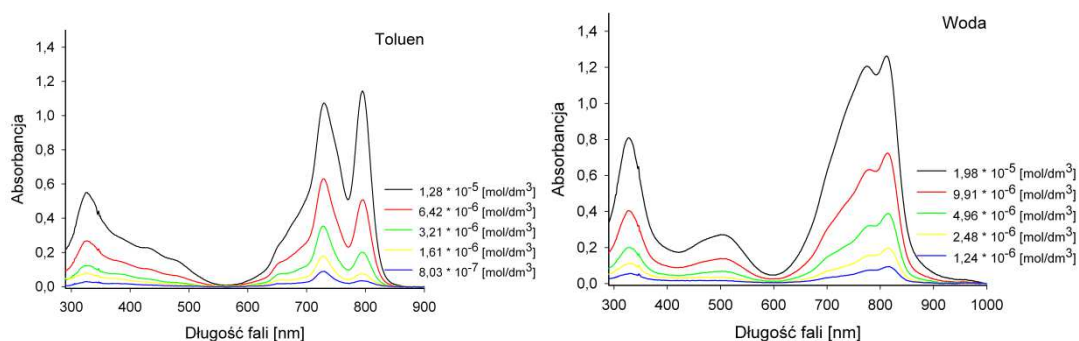 Toluen
Absorbancja
1,4
1,2
1,0
0,8
0,6
0,4
0,2
0,0
1,28 * 10⁻⁵ [mol/dm³]
6,42 * 10⁻⁶ [mol/dm³]
3,21 * 10⁻⁶ [mol/dm³]
1,61 * 10⁻⁶ [mol/dm³]
8,03 * 10⁻⁷ [mol/dm³]
300 400 500 600 700 800 900
Długość fali [nm]
Woda
Absorbancja
1,4
1,2
1,0
0,8
0,6
0,4
0,2
0,0
1,98 * 10⁻⁵ [mol/dm³]
9,91 * 10⁻⁶ [mol/dm³]
4,96 * 10⁻⁶ [mol/dm³]
2,48 * 10⁻⁶ [mol/dm³]
1,24 * 10⁻⁶ [mol/dm³]
300 400 500 600 700 800 900 1000
Długość fali [nm]